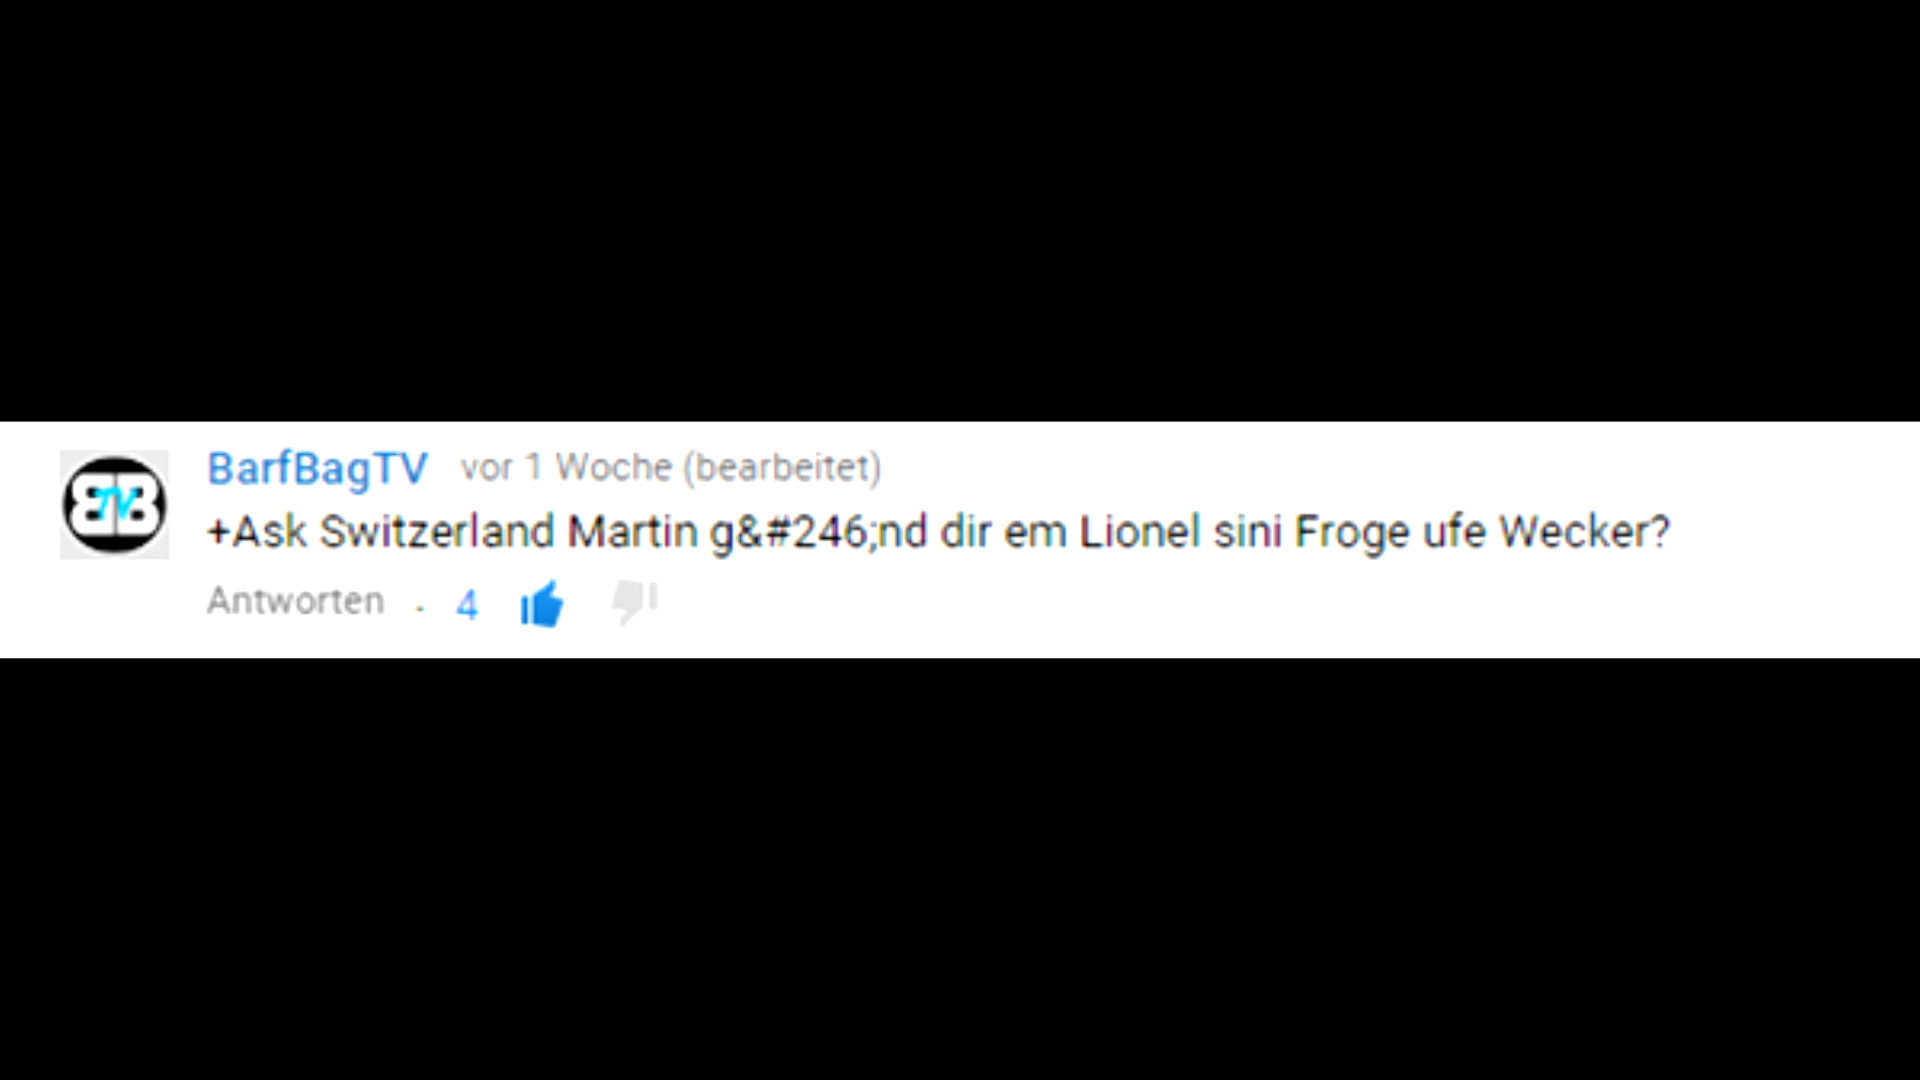 BarfBagTV vor 1 Woche (bearbeitet)
+Ask Switzerland Martin g&#246;nd dir em Lionel sini Froge ufe Wecker?
Antworten . 4
BTVB